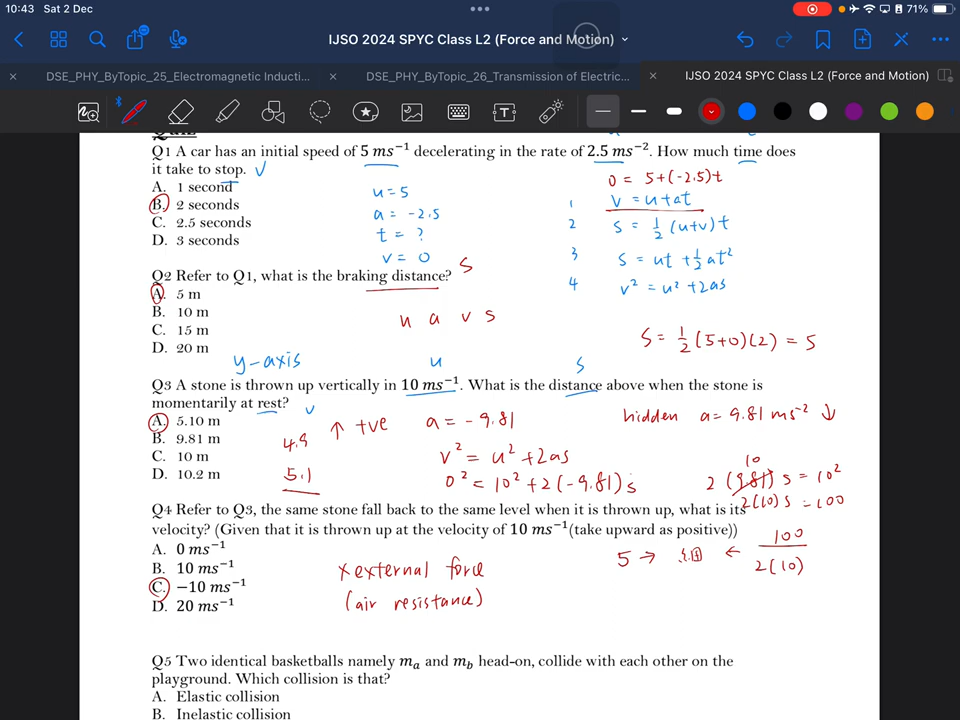 10:43 Sat 2 Dec
71%
IJSO 2024 SPYC Class L2 (Force and Motion)
DSE_PHY_ByTopic_25_Electromagnetic Inducti...
DSE_PHY_ByTopic_26_Transmission of Electric...
IJSO 2024 SPYC Class L2 (Force and Motion)
Quiz
Q1 A car has an initial speed of 5 ms⁻¹ decelerating in the rate of 2.5 ms⁻². How much time does
it take to stop. v
0 = 5+(-2.5)t
A. 1 second
B. 2 seconds
C. 2.5 seconds
D. 3 seconds
u = 5
a = -2.5
t = ?
v = 0
1 v = u+at
2 s = ½ (u+v) t
3 s = ut + ½ at²
4 v² = u² + 2as
Q2 Refer to Q1, what is the braking distance? s
A. 5 m
B. 10 m
C. 15 m
D. 20 m
u a v s
s = ½ (5+0)(2) = 5
y-axis u s
Q3 A stone is thrown up vertically in 10 ms⁻¹. What is the distance above when the stone is
momentarily at rest? v
A. 5.10 m
B. 9.81 m
C. 10 m
D. 10.2 m
4.9
5.1
↑ +ve a = -9.81
hidden a = 9.81 ms⁻² ↓
v² = u² + 2as
0² = 10² + 2(-9.81)s
10
2 (9.81) s = 10²
2(10) s = 100
Q4 Refer to Q3, the same stone fall back to the same level when it is thrown up, what is its
velocity? (Given that it is thrown up at the velocity of 10 ms⁻¹(take upward as positive))
A. 0 ms⁻¹
B. 10 ms⁻¹
C. −10 ms⁻¹
D. 20 ms⁻¹
x external force
(air resistance)
5 → ← 100
2(10)
Q5 Two identical basketballs namely mₐ and m_b head-on, collide with each other on the
playground. Which collision is that?
A. Elastic collision
B. Inelastic collision